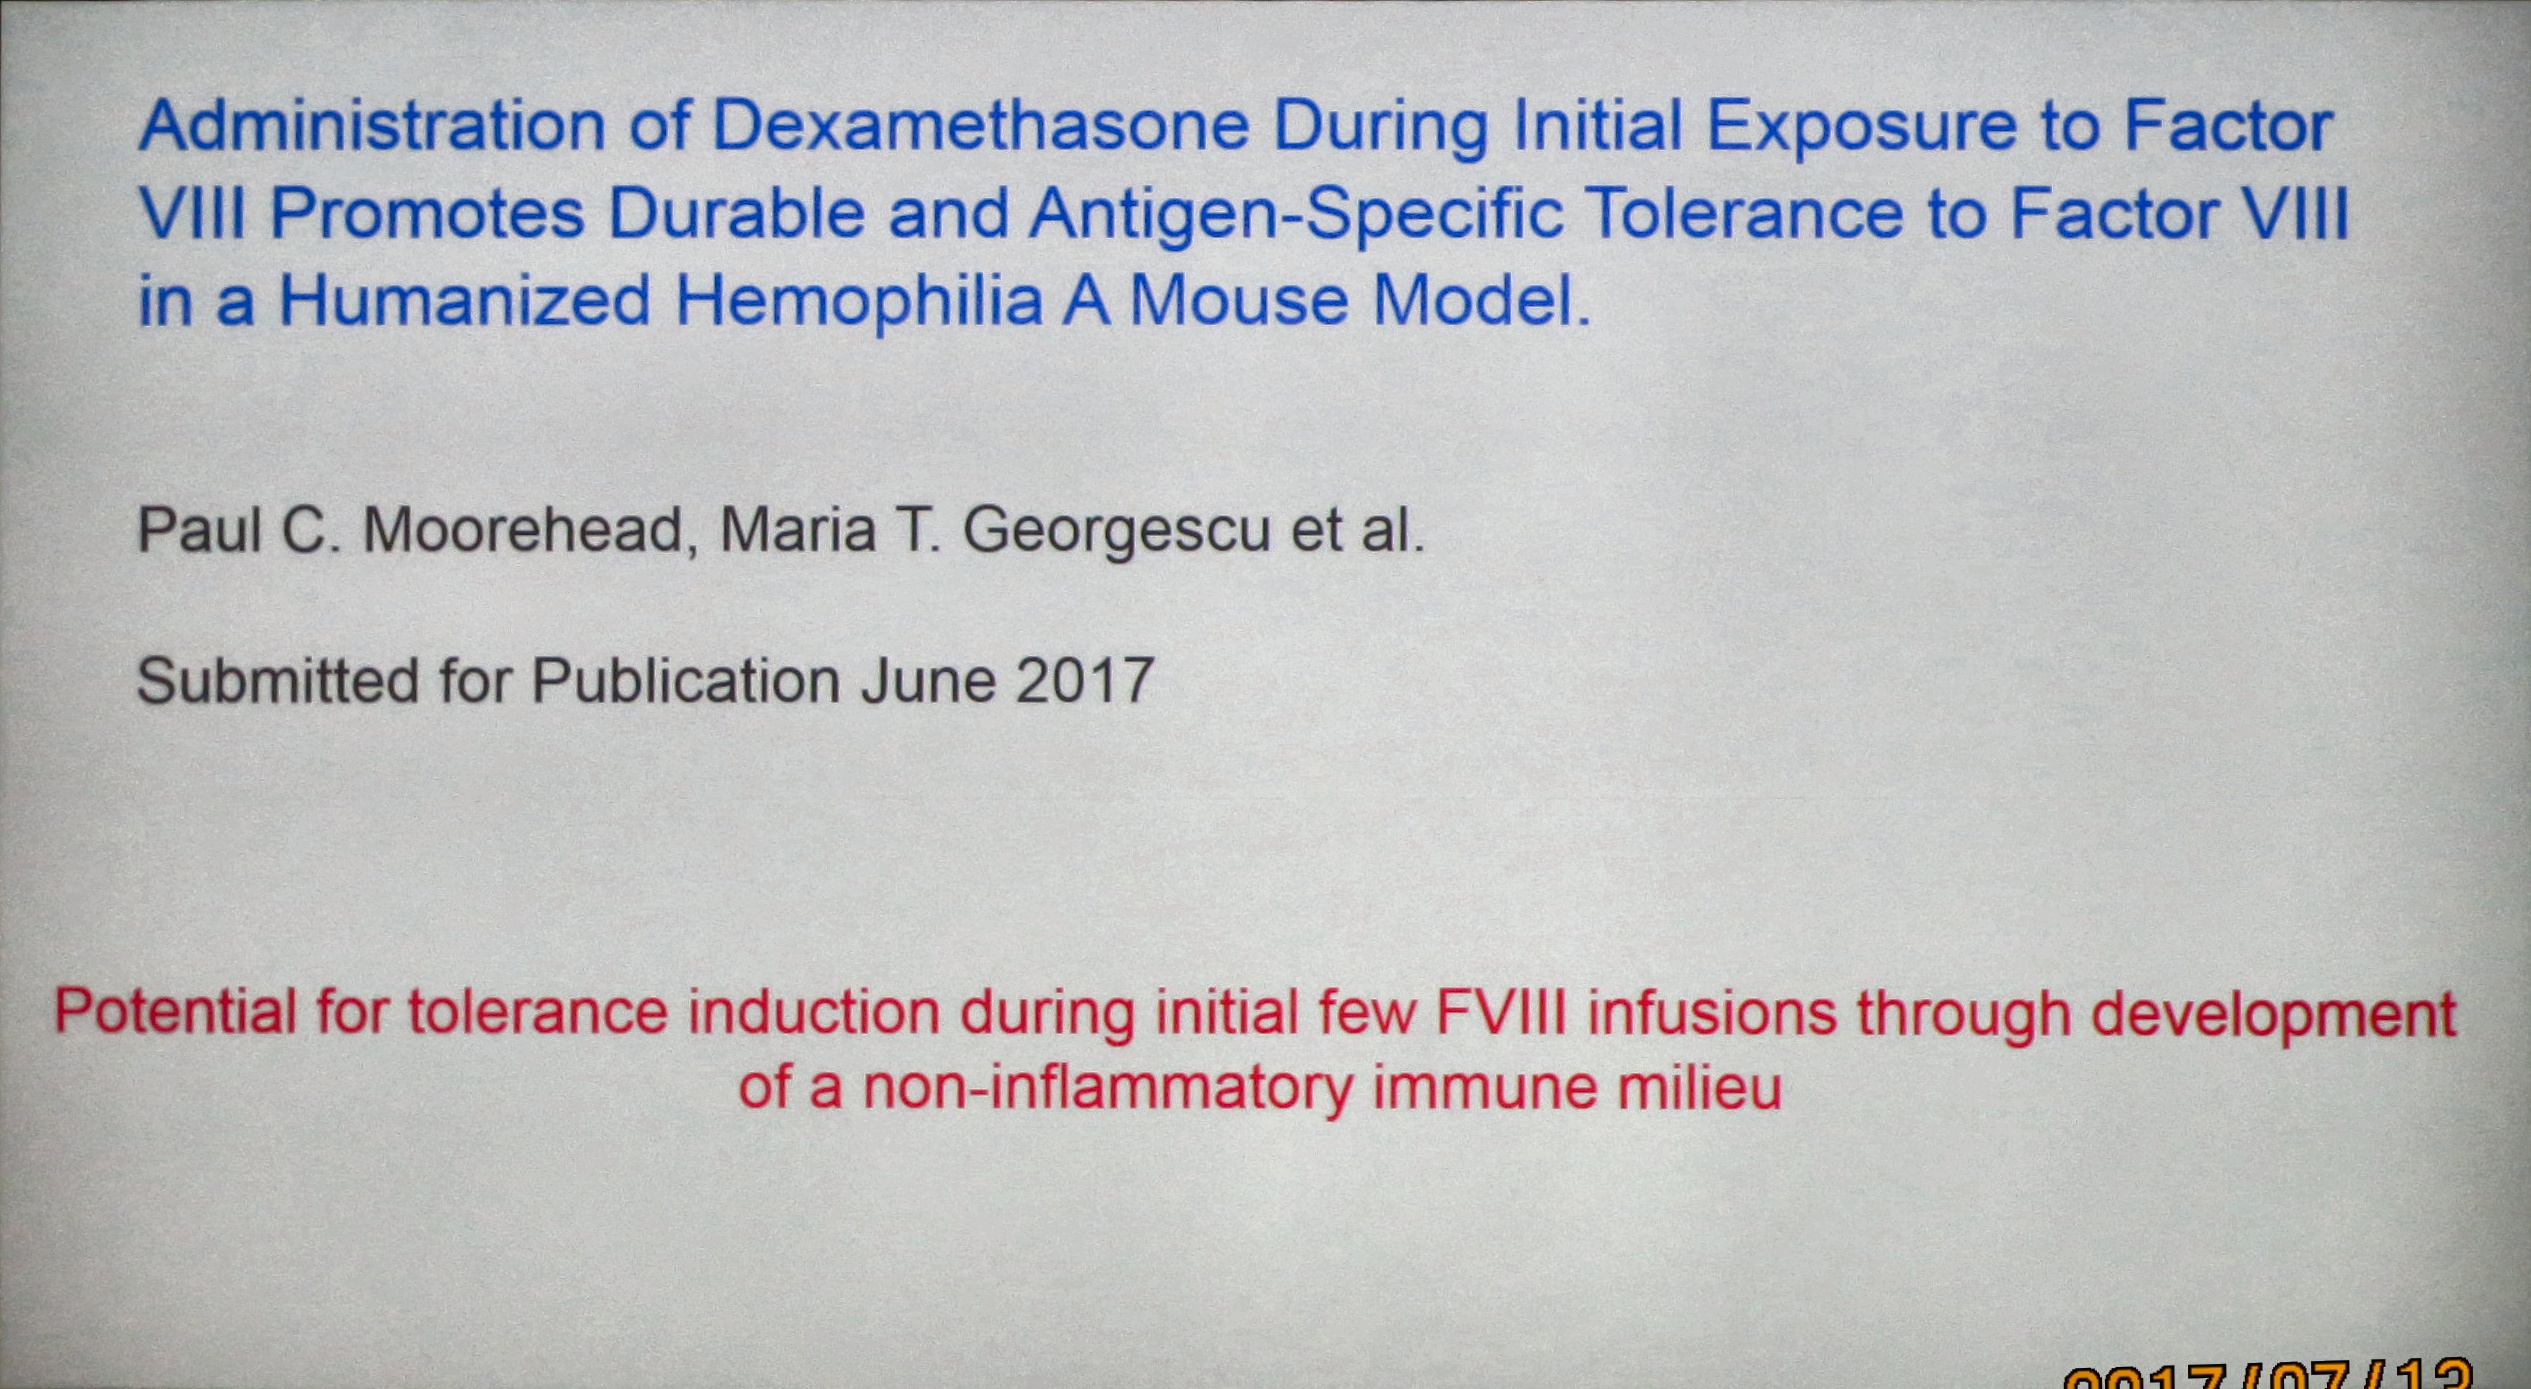 Administration of Dexamethasone During Initial Exposure to Factor
VIII Promotes Durable and Antigen-Specific Tolerance to Factor VIII
in a Humanized Hemophilia A Mouse Model.
Paul C. Moorehead, Maria T. Georgescu et al.
Submitted for Publication June 2017
Potential for tolerance induction during initial few FVIII infusions through development
of a non-inflammatory immune milieu